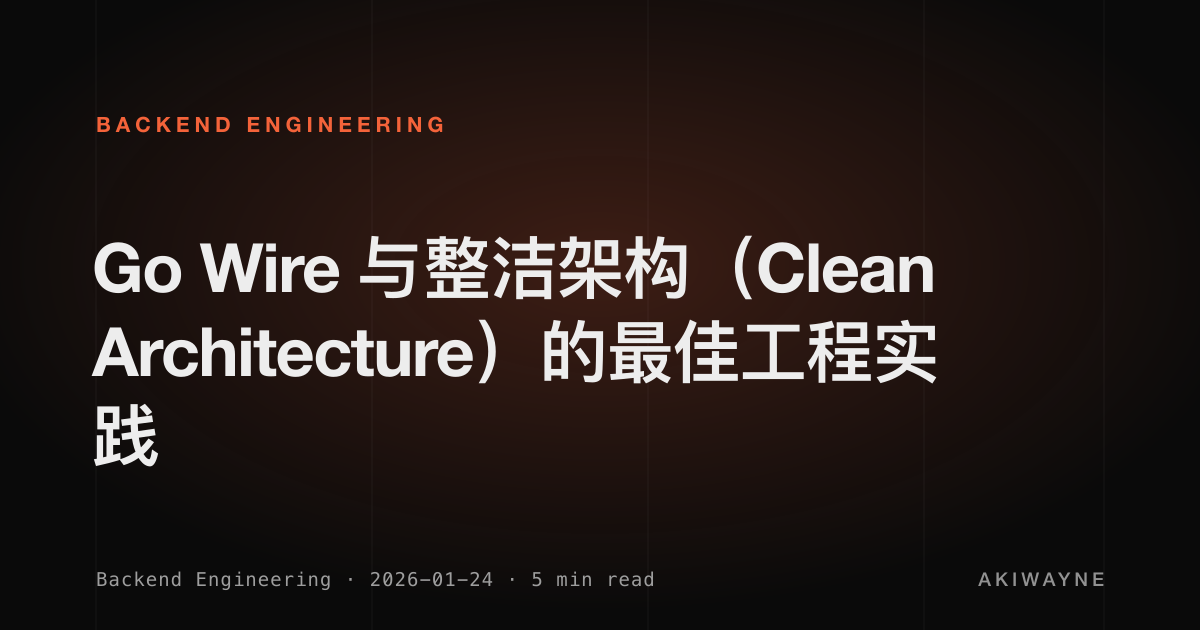 BACKEND ENGINEERING
Go Wire 与整洁架构（Clean
Architecture）的最佳工程实
践
Backend Engineering · 2026-01-24 · 5 min read
AKIWAYNE